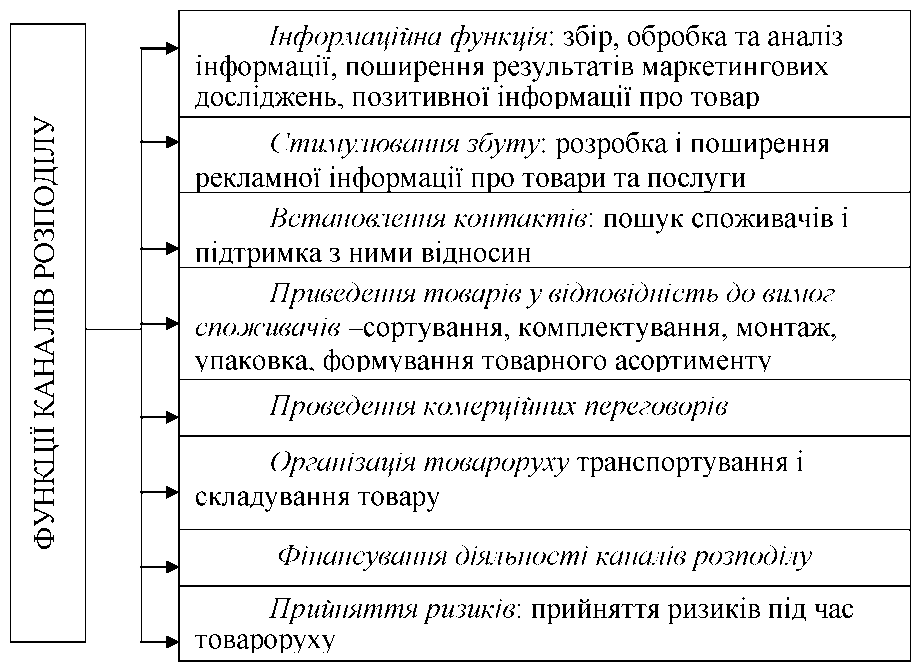 ФУНКЦІЇ КАНАЛІВ РОЗПОДІЛУ
Інформаційна функція: збір, обробка та аналіз
інформації, поширення результатів маркетингових
досліджень, позитивної інформації про товар
Стимулювання збуту: розробка і поширення
рекламної інформації про товари та послуги
Встановлення контактів: пошук споживачів і
підтримка з ними відносин
Приведення товарів у відповідність до вимог
споживачів –сортування, комплектування, монтаж,
упаковка, формування товарного асортименту
Проведення комерційних переговорів
Організація товароруху транспортування і
складування товару
Фінансування діяльності каналів розподілу
Прийняття ризиків: прийняття ризиків під час
товароруху